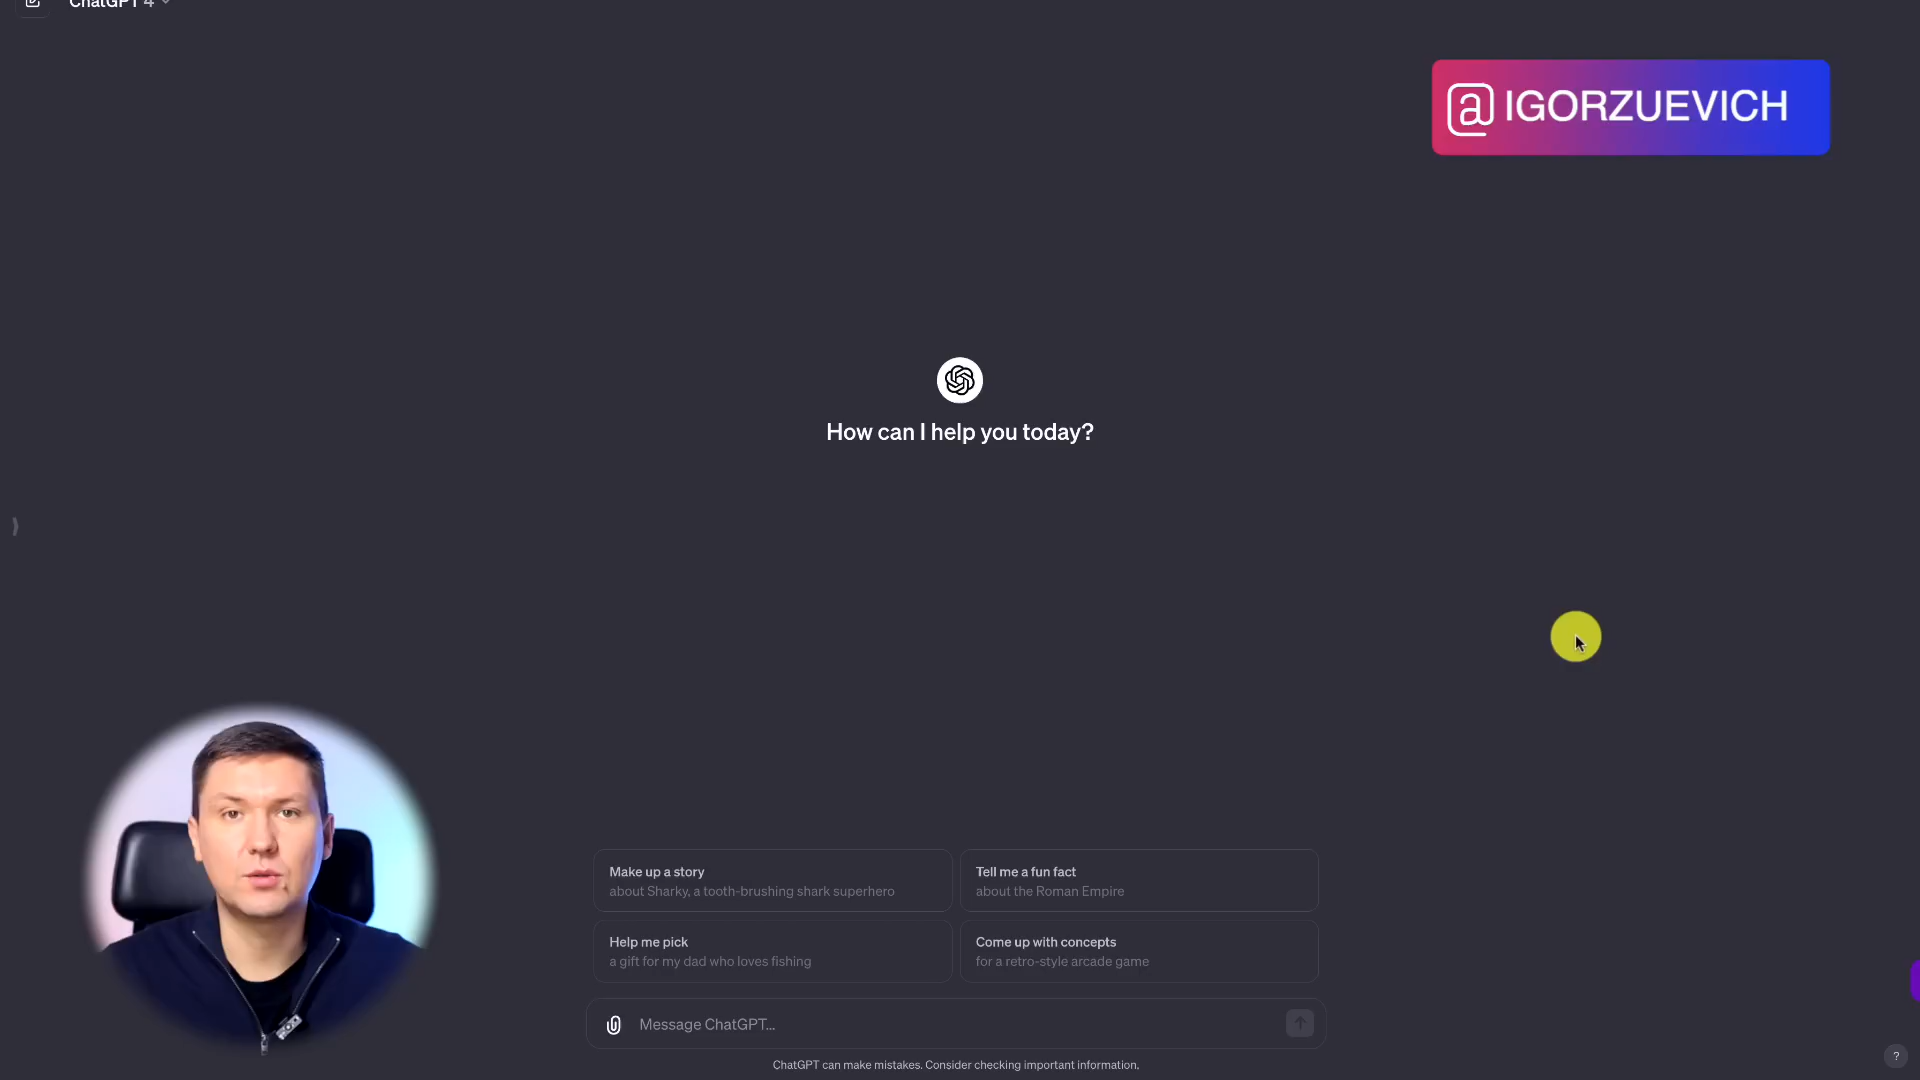 ChatGPT 4
@IGORZUEVICH
How can I help you today?
Make up a story
about Sharky, a tooth-brushing shark superhero
Tell me a fun fact
about the Roman Empire
Help me pick
a gift for my dad who loves fishing
Come up with concepts
for a retro-style arcade game
Message ChatGPT...
ChatGPT can make mistakes. Consider checking important information.
?